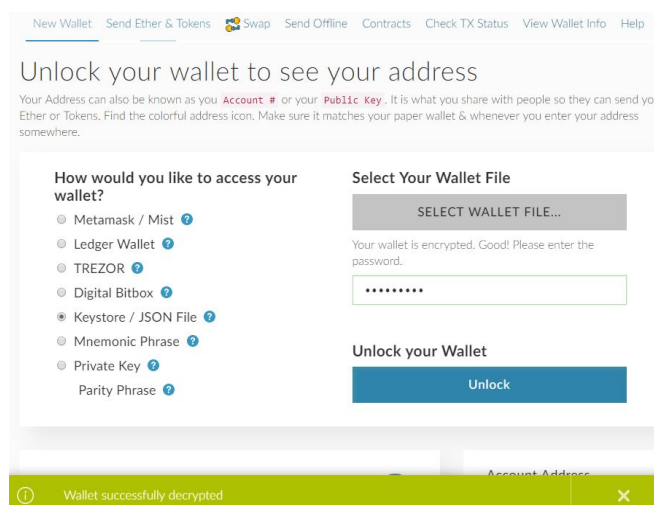 New Wallet Send Ether & Tokens Swap Send Offline Contracts Check TX Status View Wallet Info Help
Unlock your wallet to see your address
Your Address can also be known as you Account # or your Public Key. It is what you share with people so they can send yo
Ether or Tokens. Find the colorful address icon. Make sure it matches your paper wallet & whenever you enter your address
somewhere.
How would you like to access your
wallet?
Metamask / Mist ?
Ledger Wallet ?
TREZOR ?
Digital Bitbox ?
Keystore / JSON File ?
Mnemonic Phrase ?
Private Key ?
Parity Phrase ?
Select Your Wallet File
SELECT WALLET FILE...
Your wallet is encrypted. Good! Please enter the
password.
•••••••••
Unlock your Wallet
Unlock
Account Address
Wallet successfully decrypted